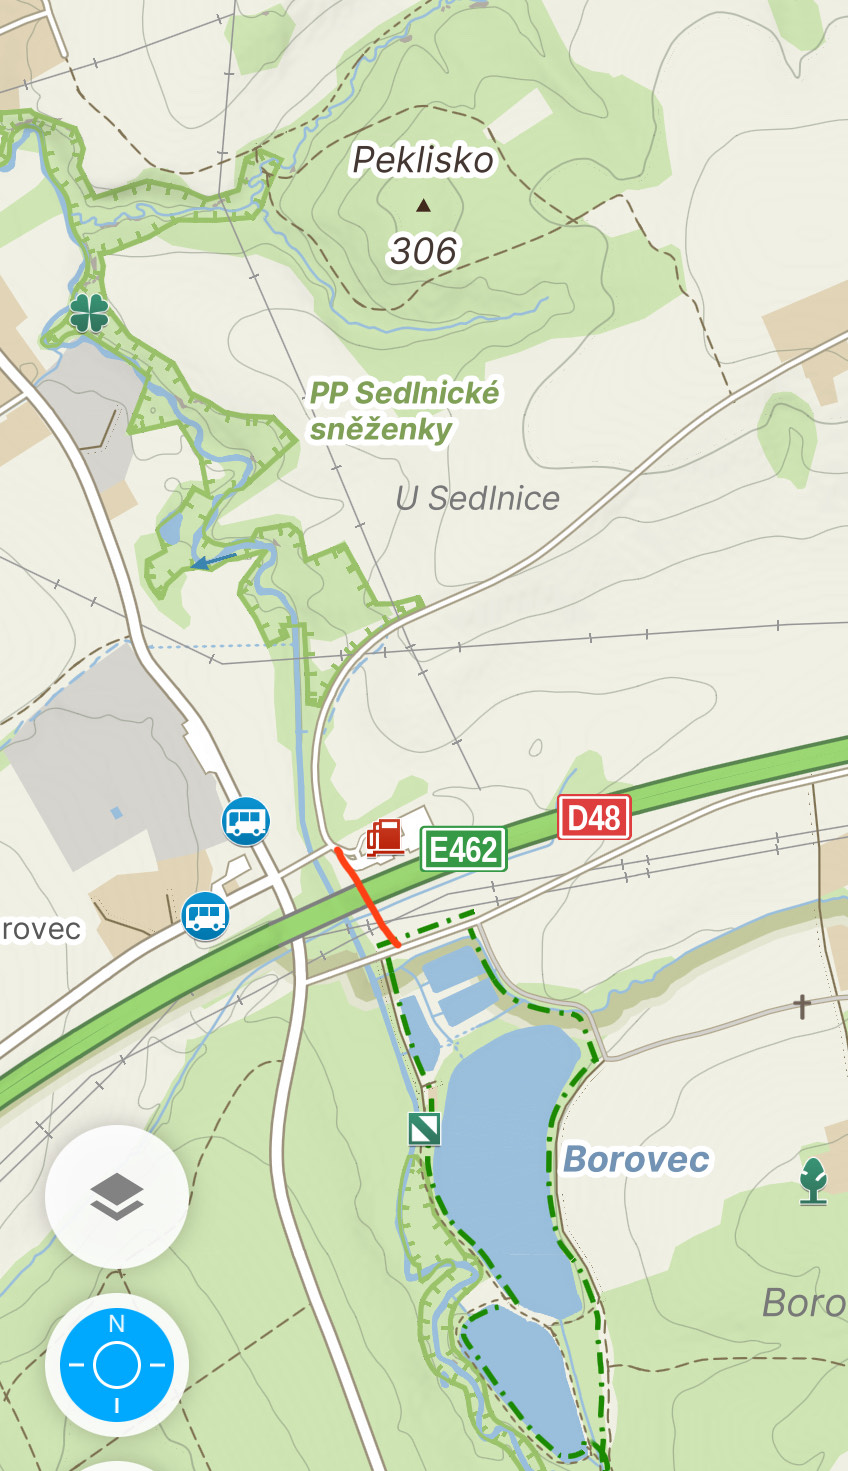 Peklisko
306
PP Sedlnické
sněženky
U Sedlnice
D48
E462
rovec
Borovec
Boro
N